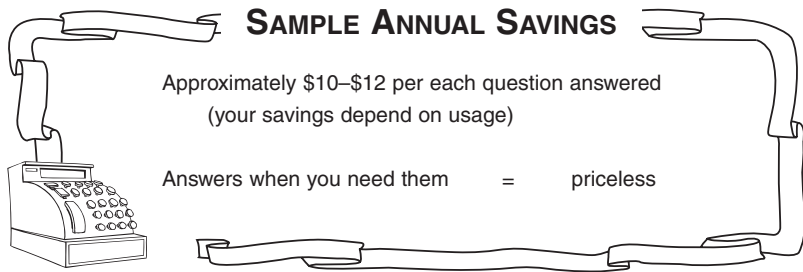 SAMPLE ANNUAL SAVINGS
Approximately $10–$12 per each question answered
(your savings depend on usage)
Answers when you need them = priceless